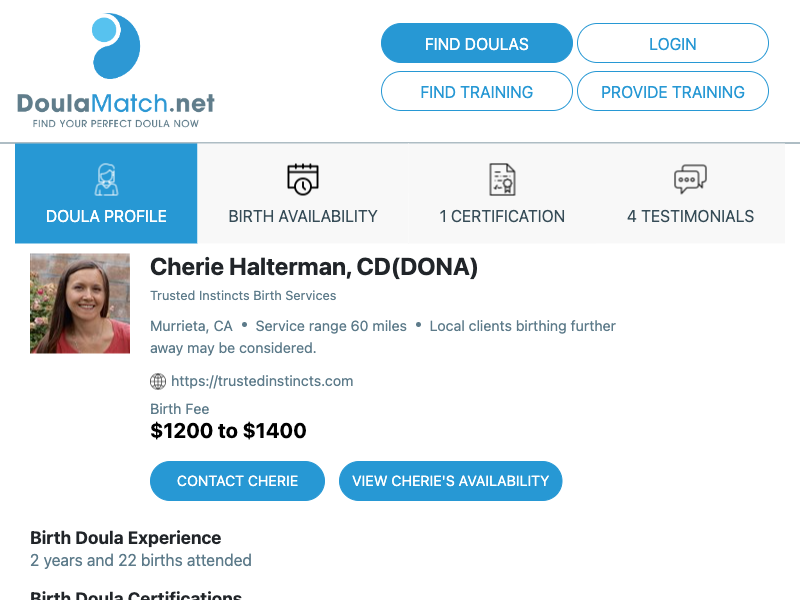 DoulaMatch.net
FIND YOUR PERFECT DOULA NOW
FIND DOULAS
LOGIN
FIND TRAINING
PROVIDE TRAINING
DOULA PROFILE
BIRTH AVAILABILITY
1 CERTIFICATION
4 TESTIMONIALS
Cherie Halterman, CD(DONA)
Trusted Instincts Birth Services
Murrieta, CA • Service range 60 miles • Local clients birthing further
away may be considered.
https://trustedinstincts.com
Birth Fee
$1200 to $1400
CONTACT CHERIE
VIEW CHERIE'S AVAILABILITY
Birth Doula Experience
2 years and 22 births attended
Birth Doula Certifications